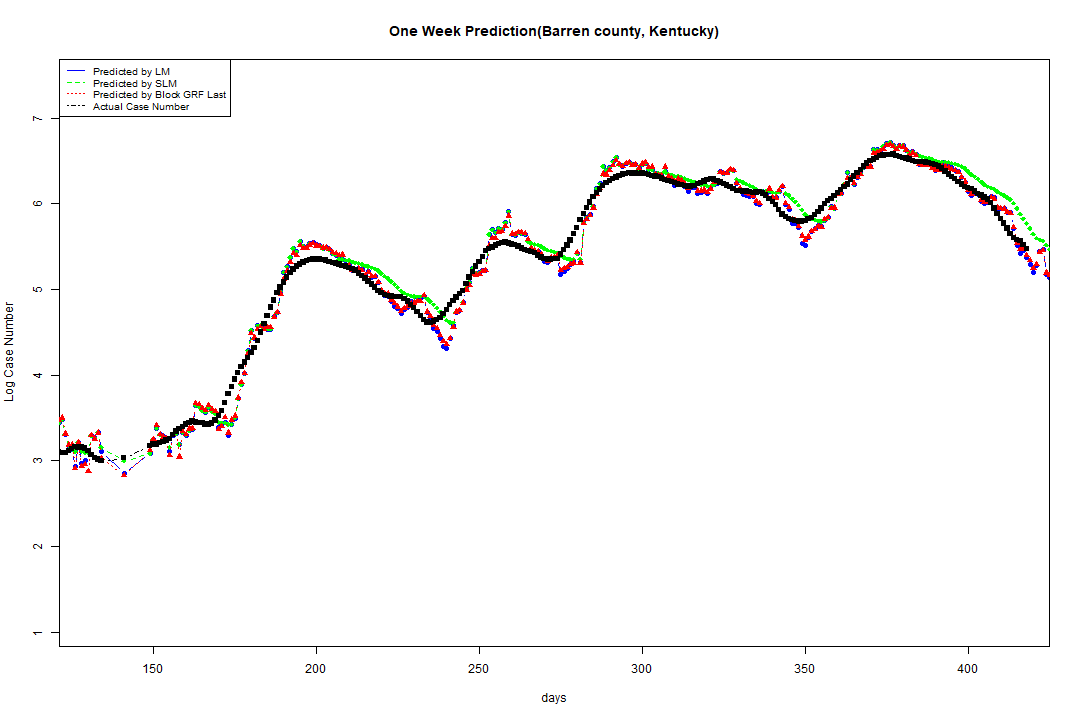 One Week Prediction(Barren county, Kentucky)
Predicted by LM
Predicted by SLM
Predicted by Block GRF Last
Actual Case Number
Log Case Number
7
6
5
4
3
2
1
150 200 250 300 350 400
days